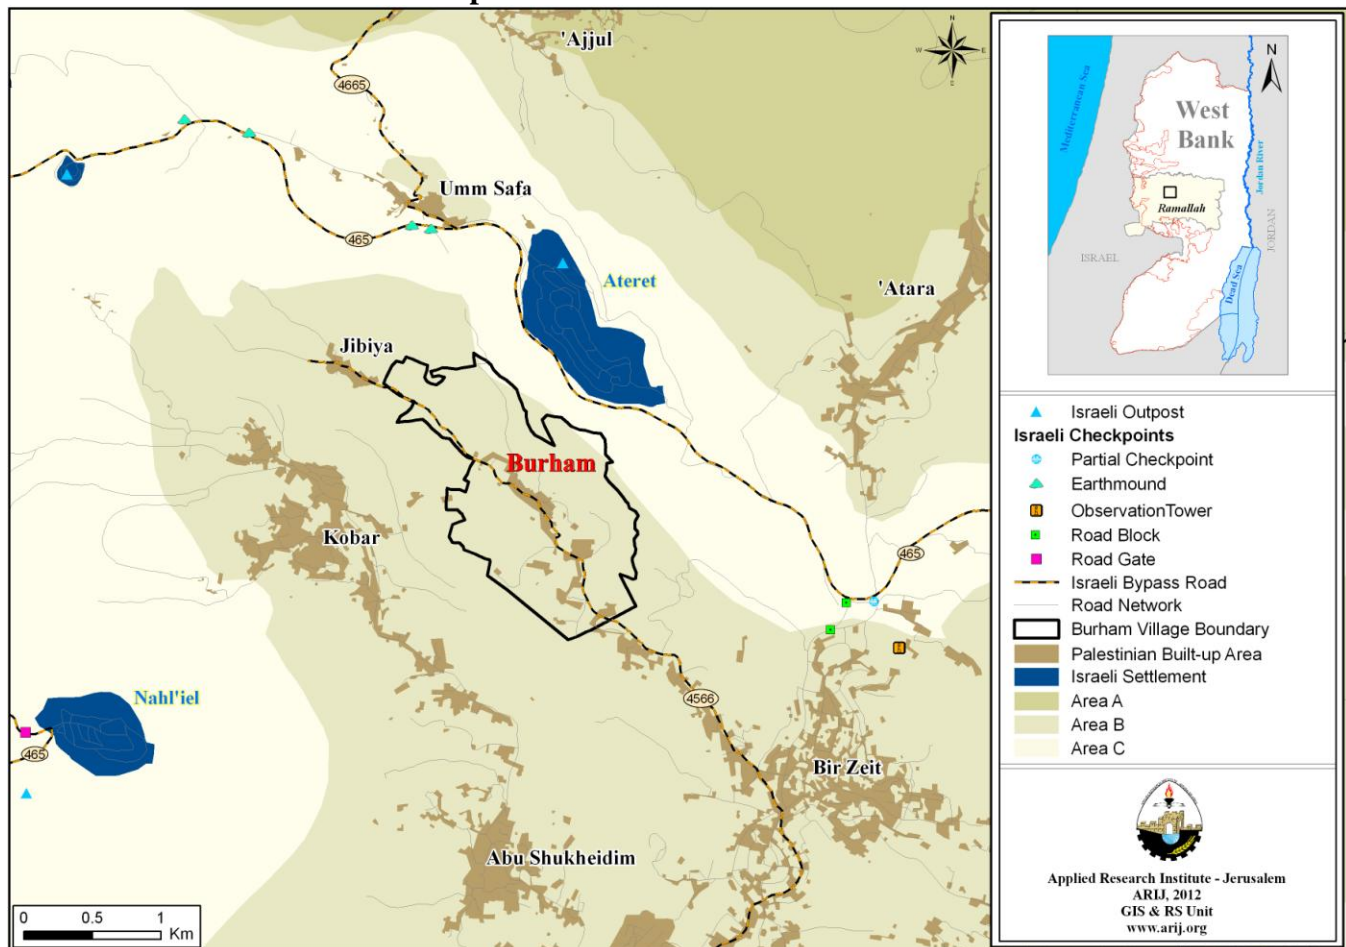 'Ajjul
N
W
E
S
4665
Umm Safa
465
Ateret
'Atara
Jibiya
Burham
Kobar
465
4566
Nahl'iel
465
Bir Zeit
Abu Shukheidim
0 0.5 1
Km
N
Mediterranean Sea
West
Bank
Jordan River
Ramallah
ISRAEL
JORDAN
Dead Sea
Israeli Outpost
Israeli Checkpoints
Partial Checkpoint
Earthmound
ObservationTower
Road Block
Road Gate
Israeli Bypass Road
Road Network
Burham Village Boundary
Palestinian Built-up Area
Israeli Settlement
Area A
Area B
Area C
Applied Research Institute - Jerusalem
ARIJ, 2012
GIS & RS Unit
www.arij.org